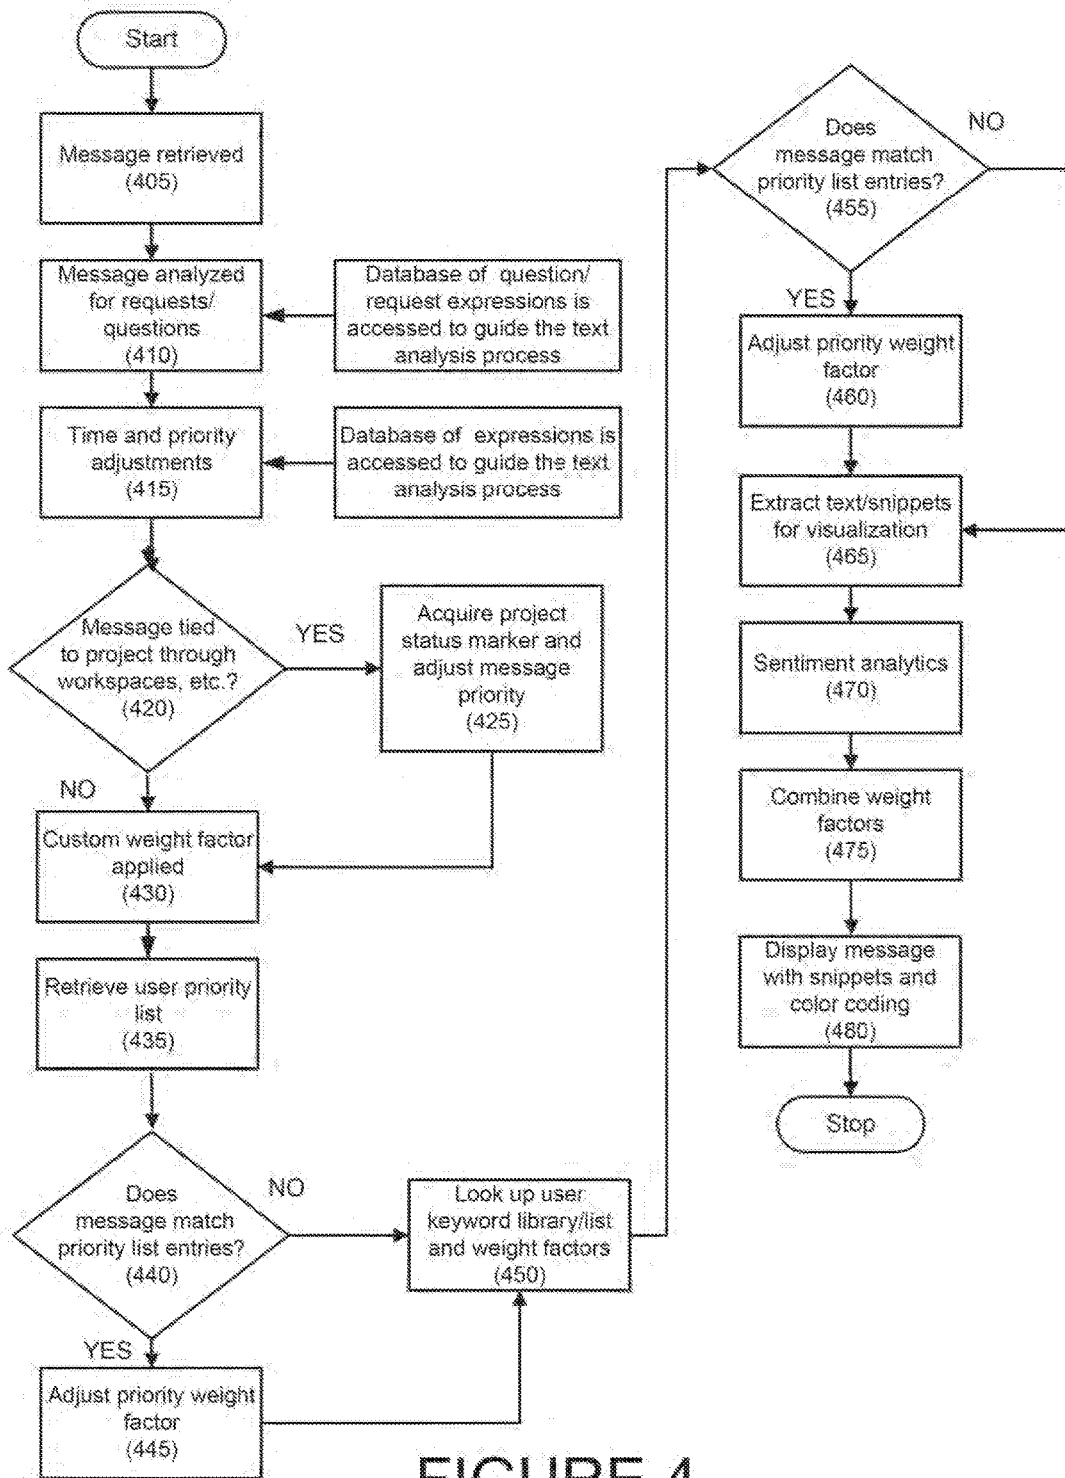 Start
Message retrieved
(405)
Message analyzed
for requests/
questions
(410)
Database of question/
request expressions is
accessed to guide the text
analysis process
Time and priority
adjustments
(415)
Database of expressions is
accessed to guide the text
analysis process
Message tied
to project through
workspaces, etc.?
(420)
YES
Acquire project
status marker and
adjust message
priority
(425)
NO
Custom weight factor
applied
(430)
Retrieve user priority
list
(435)
Does
message match
priority list entries?
(440)
NO
YES
Adjust priority weight
factor
(445)
Look up user
keyword library/list
and weight factors
(450)
Does
message match
priority list entries?
(455)
NO
YES
Adjust priority weight
factor
(460)
Extract text/snippets
for visualization
(465)
Sentiment analytics
(470)
Combine weight
factors
(475)
Display message
with snippets and
color coding
(480)
Stop
FIGURE 4